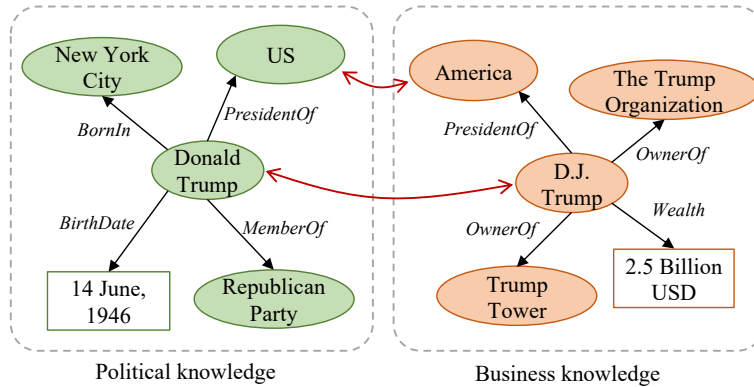 New York
City
US
BornIn
PresidentOf
Donald
Trump
BirthDate
MemberOf
14 June,
1946
Republican
Party
Political knowledge
America
The Trump
Organization
PresidentOf
OwnerOf
D.J.
Trump
OwnerOf
Wealth
Trump
Tower
2.5 Billion
USD
Business knowledge